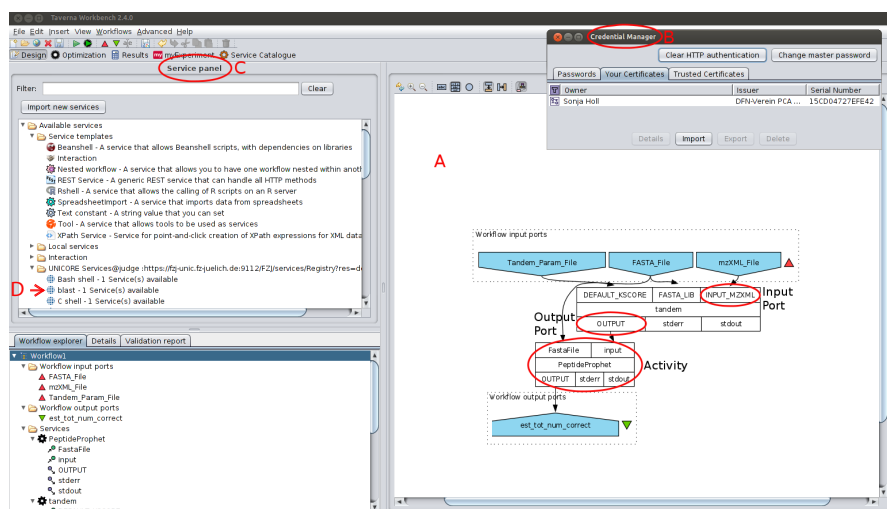 Taverna Workbench 2.4.0
File Edit Insert View Workflows Advanced Help
Design Optimization Results myExperiment Service Catalogue
Service panel C
Filter: Clear
Import new services
Available services
Service templates
Beanshell - A service that allows Beanshell scripts, with dependencies on libraries
Interaction
Nested workflow - A service that allows you to have one workflow nested within anoth
REST Service - A generic REST service that can handle all HTTP methods
Rshell - A service that allows the calling of R scripts on an R server
SpreadsheetImport - A service that imports data from spreadsheets
Text constant - A string value that you can set
Tool - A service that allows tools to be used as services
XPath Service - Service for point-and-click creation of XPath expressions for XML data
Local services
Interaction
UNICORE Services@judge :https://fzj-unic.fz-juelich.de:9112/FZJ/services/Registry?res=d
Bash shell - 1 Service(s) available
D blast - 1 Service(s) available
C shell - 1 Service(s) available
Workflow explorer Details Validation report
Workflow1
Workflow input ports
FASTA_File
mzXML_File
Tandem_Param_File
Workflow output ports
est_tot_num_correct
Services
PeptideProphet
FastaFile
input
OUTPUT
stderr
stdout
tandem
Credential Manager B
Clear HTTP authentication Change master password
Passwords Your Certificates Trusted Certificates
Owner Issuer Serial Number
Sonja Holl DFN-Verein PCA ... 15CD04727EFE42
Details Import Export Delete
A
Workflow input ports
Tandem_Param_File FASTA_File mzXML_File
DEFAULT_KSCORE FASTA_LIB INPUT_MZXML
tandem
OUTPUT stderr stdout
Input
Port
Output
Port
FastaFile input
PeptideProphet
OUTPUT stderr stdout
Activity
Workflow output ports
est_tot_num_correct